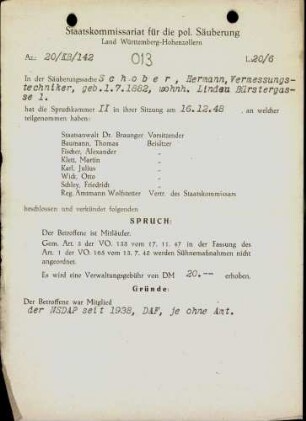 Staatskommissariat für die pol. Säuberung
Land Württemberg-Hohenzollern
Az.: 20/KB/142
013
L.20/6
In der Säuberungssache Schober, Hermann, Vermessungs-
techniker, geb.1.7.1882, wohnh. Lindau Bürstergas-
se 1.
hat die Spruchkammer II in ihrer Sitzung am 16.12.48, an welcher
teilgenommen haben:
Staatsanwalt Dr. Vorsitzender
Baumann, Thomas Beisitzer
Fischer, Alexander „
Klett, Martin „
Karl, Julius „
Widt, Otto „
Schley, Friedrich „
Reg. Amtmann Vertr. des Staatskommissars
beschlossen und verkündet folgenden
SPRUCH:
Der Betroffene ist Mitläufer.
Gem. Art. 3 der VO. 133 vom 17. 11. 47 in der Fassung des
Art. 1 der VO. 165 vom 13. 7. 48 werden Sühnemaßnahmen nicht
angeordnet.
Es wird eine Verwaltungsgebühr von DM 20.-- erhoben.
Gründe:
Der Betroffene war Mitglied
der NSDAP seit 1938, DAF, je ohne Amt.